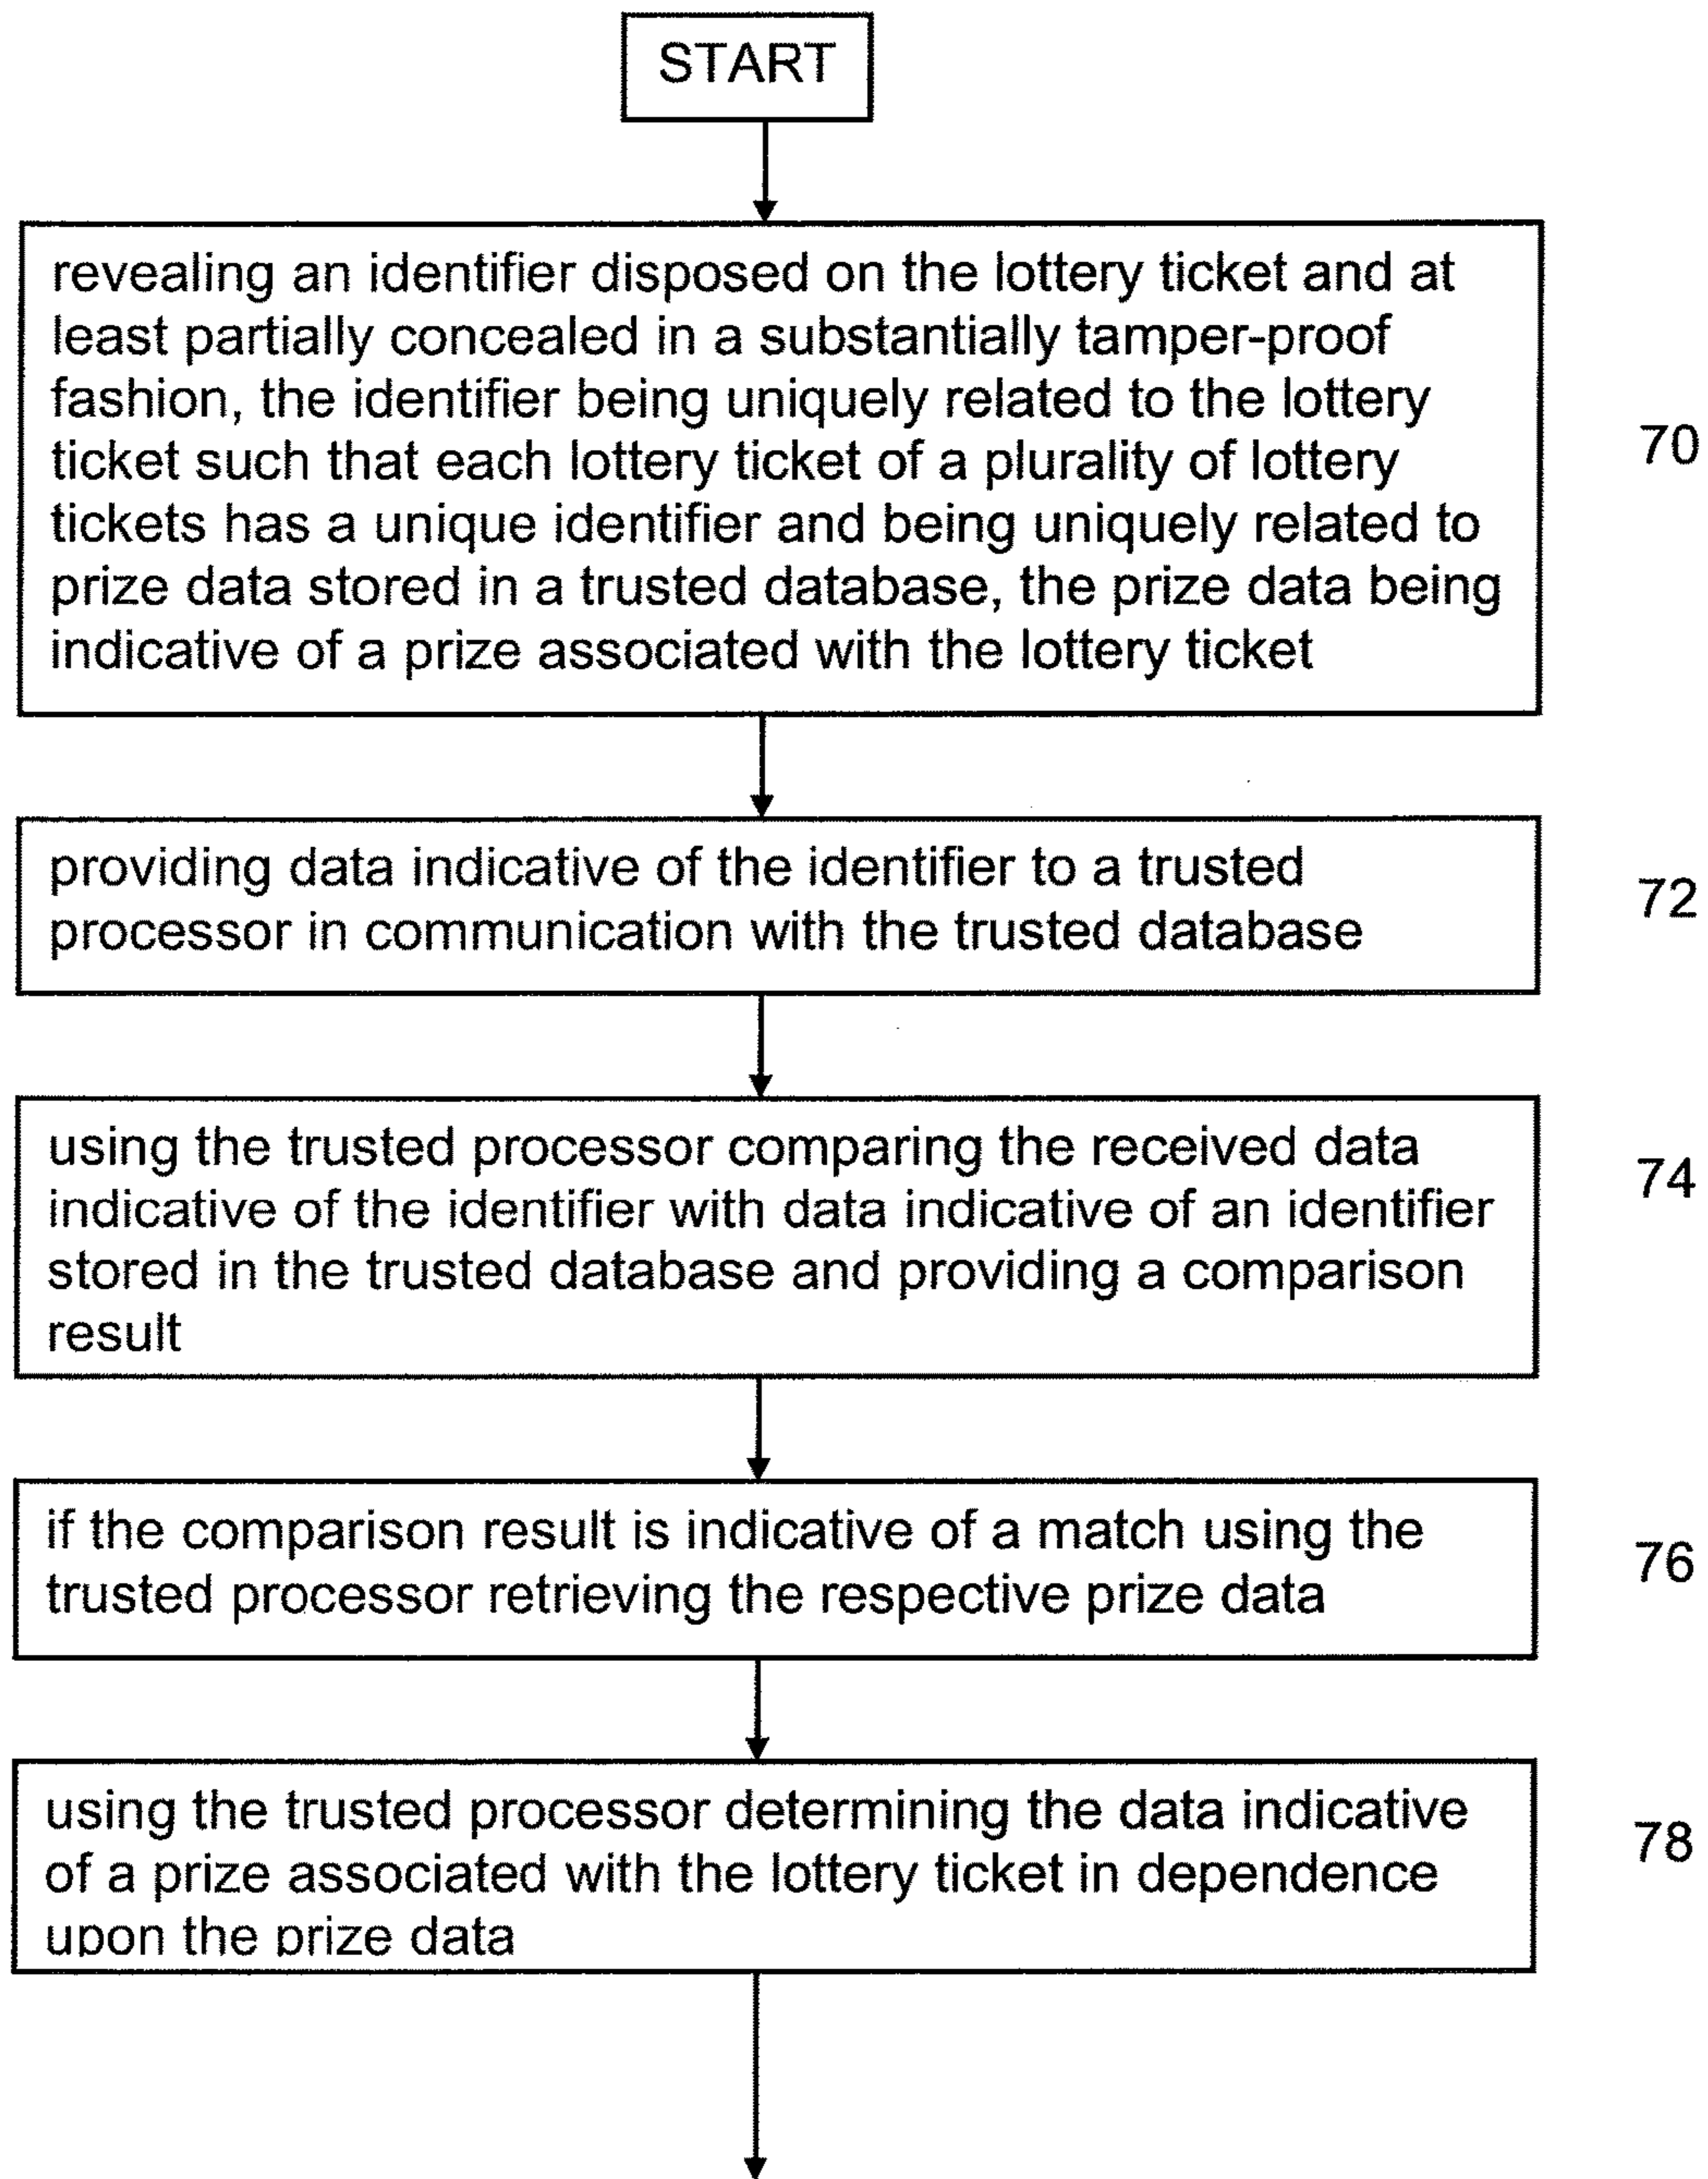 START
revealing an identifier disposed on the lottery ticket and at
least partially concealed in a substantially tamper-proof
fashion, the identifier being uniquely related to the lottery
ticket such that each lottery ticket of a plurality of lottery
tickets has a unique identifier and being uniquely related to
prize data stored in a trusted database, the prize data being
indicative of a prize associated with the lottery ticket
70
providing data indicative of the identifier to a trusted
processor in communication with the trusted database
72
using the trusted processor comparing the received data
indicative of the identifier with data indicative of an identifier
stored in the trusted database and providing a comparison
result
74
if the comparison result is indicative of a match using the
trusted processor retrieving the respective prize data
76
using the trusted processor determining the data indicative
of a prize associated with the lottery ticket in dependence
upon the prize data
78